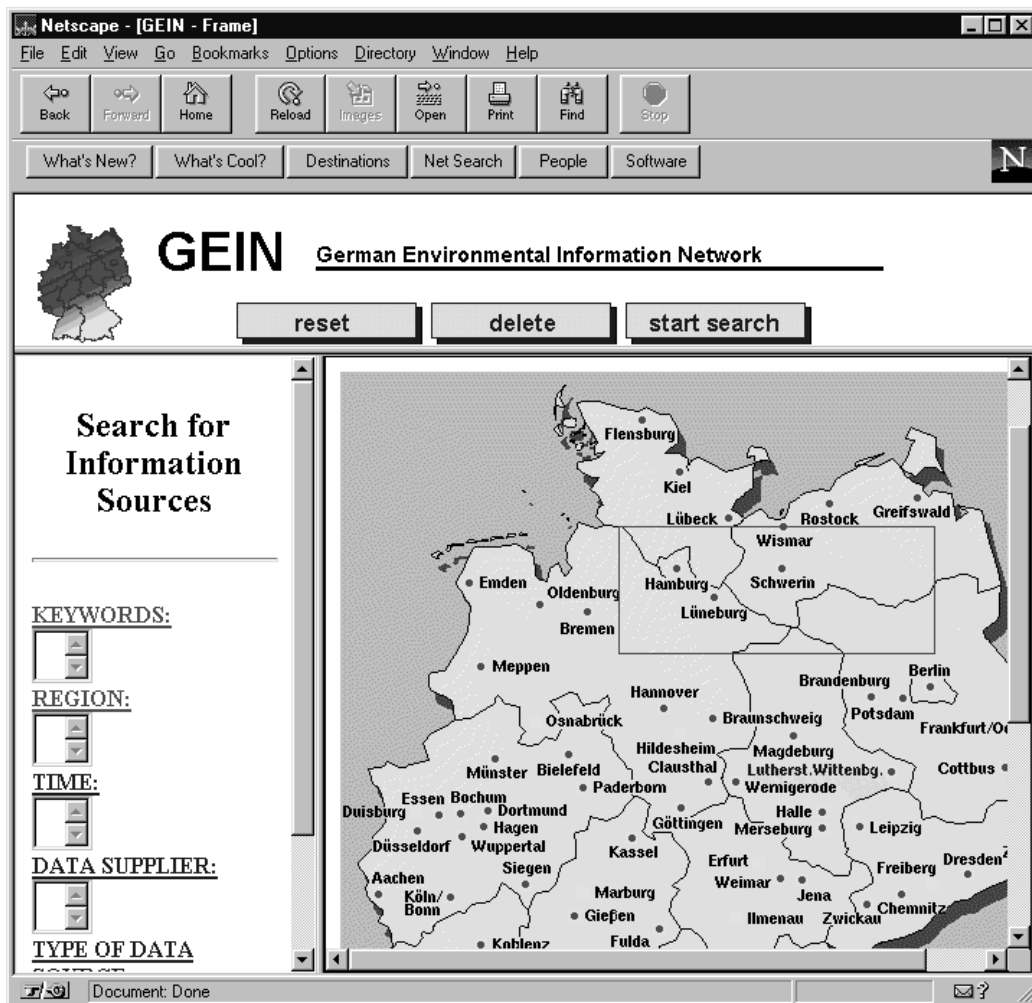 Netscape - [GEIN - Frame]
File Edit View Go Bookmarks Options Directory Window Help
Back Forward Home Reload Images Open Print Find Stop
What's New? What's Cool? Destinations Net Search People Software
N
GEIN German Environmental Information Network
reset delete start search
Search for
Information
Sources
KEYWORDS:
REGION:
TIME:
DATA SUPPLIER:
TYPE OF DATA
Flensburg
Kiel
Lübeck
Rostock
Greifswald
Wismar
Hamburg
Schwerin
Emden
Oldenburg
Lüneburg
Bremen
Meppen
Berlin
Brandenburg
Hannover
Potsdam
Osnabrück
Braunschweig
Frankfurt/Od
Hildesheim
Magdeburg
Münster
Bielefeld
Clausthal
Lutherst.Wittenbg.
Cottbus
Paderborn
Wernigerode
Essen Bochum
Duisburg
Dortmund
Halle
Göttingen
Hagen
Merseburg
Leipzig
Düsseldorf
Wuppertal
Kassel
Erfurt
Dresden
Siegen
Freiberg
Aachen
Weimar
Köln/
Bonn
Marburg
Jena
Chemnitz
Gießen
Ilmenau
Zwickau
Koblenz
Fulda
Document: Done